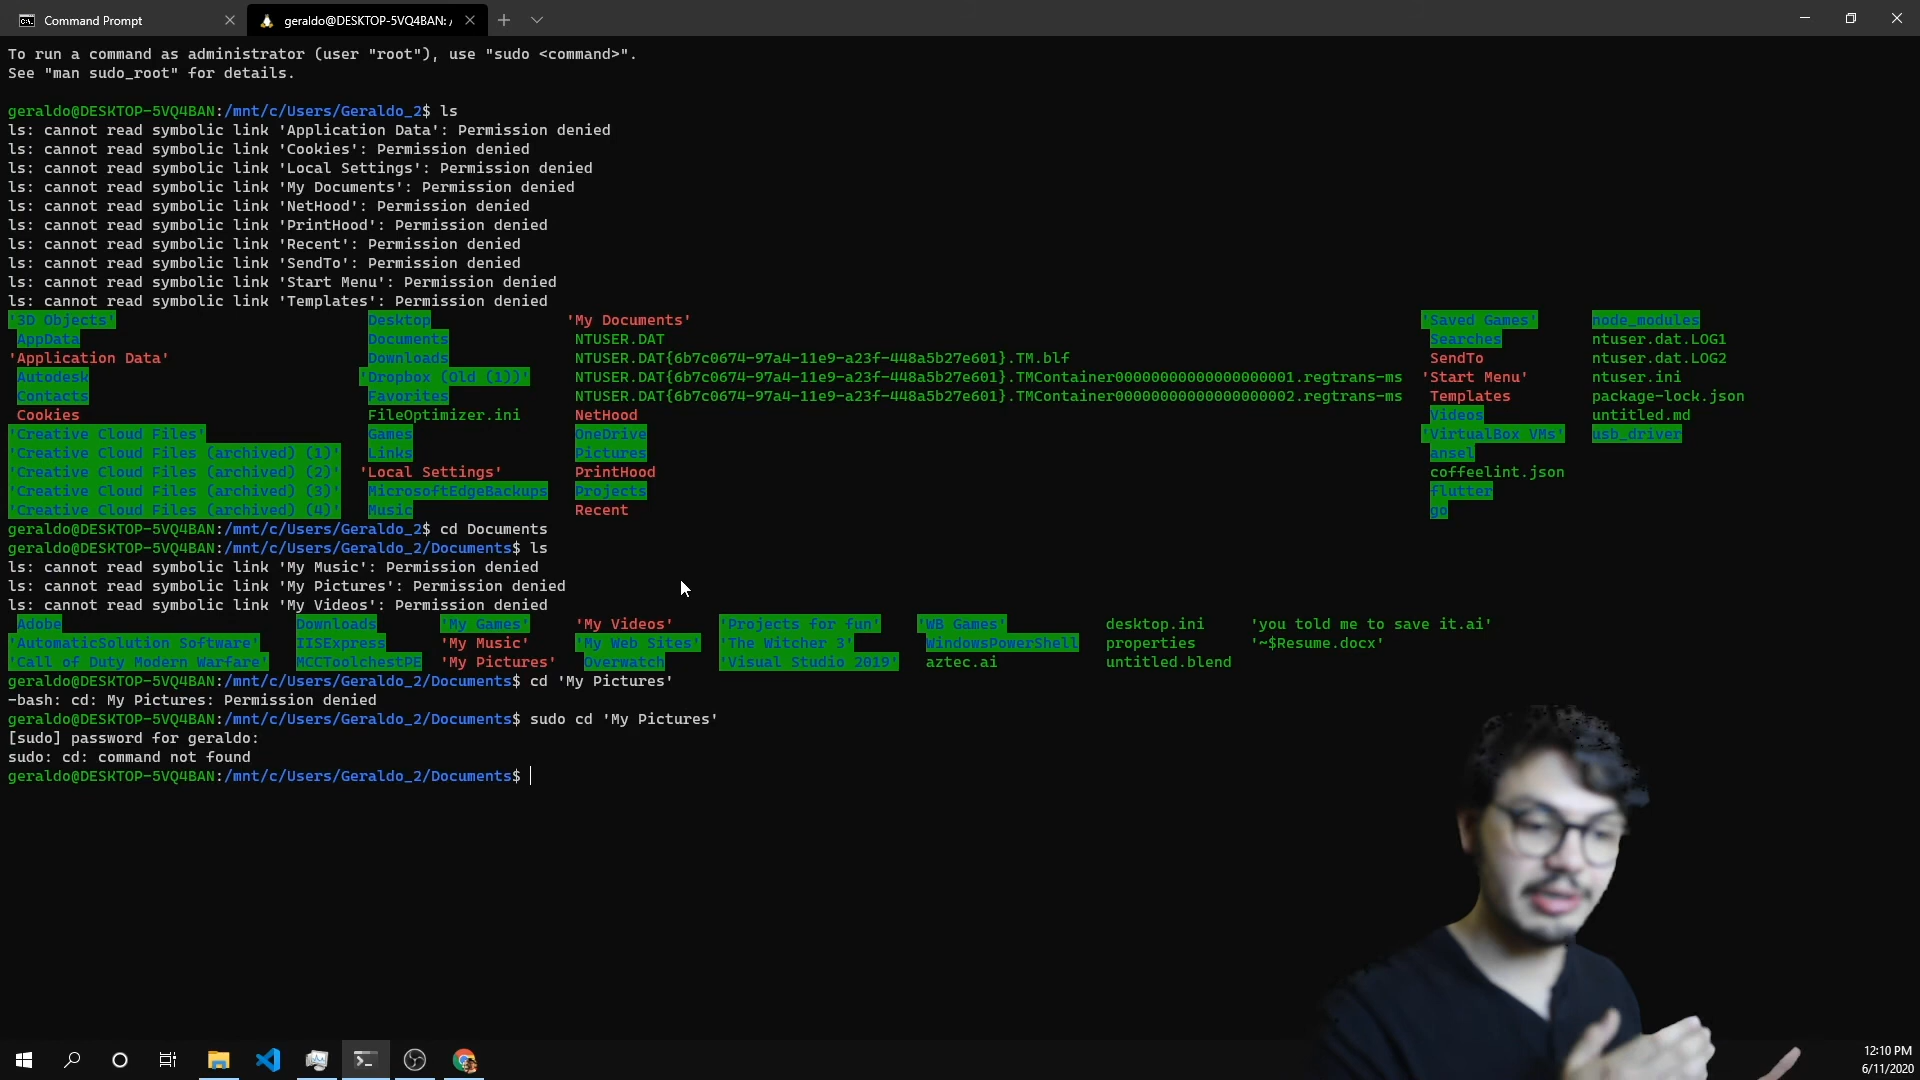 Command Prompt
geraldo@DESKTOP-5VQ4BAN: /
To run a command as administrator (user "root"), use "sudo <command>".
See "man sudo_root" for details.
geraldo@DESKTOP-5VQ4BAN:/mnt/c/Users/Geraldo_2$ ls
ls: cannot read symbolic link 'Application Data': Permission denied
ls: cannot read symbolic link 'Cookies': Permission denied
ls: cannot read symbolic link 'Local Settings': Permission denied
ls: cannot read symbolic link 'My Documents': Permission denied
ls: cannot read symbolic link 'NetHood': Permission denied
ls: cannot read symbolic link 'PrintHood': Permission denied
ls: cannot read symbolic link 'Recent': Permission denied
ls: cannot read symbolic link 'SendTo': Permission denied
ls: cannot read symbolic link 'Start Menu': Permission denied
ls: cannot read symbolic link 'Templates': Permission denied
'3D Objects' Desktop 'My Documents' 'Saved Games' node_modules
AppData Documents NTUSER.DAT Searches ntuser.dat.LOG1
'Application Data' Downloads NTUSER.DAT{6b7c0674-97a4-11e9-a23f-448a5b27e601}.TM.blf SendTo ntuser.dat.LOG2
Autodesk 'Dropbox (Old (1))' NTUSER.DAT{6b7c0674-97a4-11e9-a23f-448a5b27e601}.TMContainer00000000000000000001.regtrans-ms 'Start Menu' ntuser.ini
Contacts Favorites NTUSER.DAT{6b7c0674-97a4-11e9-a23f-448a5b27e601}.TMContainer00000000000000000002.regtrans-ms Templates package-lock.json
Cookies FileOptimizer.ini NetHood Videos untitled.md
'Creative Cloud Files' Games OneDrive 'VirtualBox VMs' usb_driver
'Creative Cloud Files (archived) (1)' Links Pictures ansel
'Creative Cloud Files (archived) (2)' 'Local Settings' PrintHood coffeelint.json
'Creative Cloud Files (archived) (3)' MicrosoftEdgeBackups Projects flutter
'Creative Cloud Files (archived) (4)' Music Recent go
geraldo@DESKTOP-5VQ4BAN:/mnt/c/Users/Geraldo_2$ cd Documents
geraldo@DESKTOP-5VQ4BAN:/mnt/c/Users/Geraldo_2/Documents$ ls
ls: cannot read symbolic link 'My Music': Permission denied
ls: cannot read symbolic link 'My Pictures': Permission denied
ls: cannot read symbolic link 'My Videos': Permission denied
Adobe Downloads 'My Games' 'My Videos' 'Projects for fun' 'WB Games' desktop.ini 'you told me to save it.ai'
'AutomaticSolution Software' IISExpress 'My Music' 'My Web Sites' 'The Witcher 3' WindowsPowerShell properties '~$Resume.docx'
'Call of Duty Modern Warfare' MCCToolchestPE 'My Pictures' Overwatch 'Visual Studio 2019' aztec.ai untitled.blend
geraldo@DESKTOP-5VQ4BAN:/mnt/c/Users/Geraldo_2/Documents$ cd 'My Pictures'
-bash: cd: My Pictures: Permission denied
geraldo@DESKTOP-5VQ4BAN:/mnt/c/Users/Geraldo_2/Documents$ sudo cd 'My Pictures'
[sudo] password for geraldo:
sudo: cd: command not found
geraldo@DESKTOP-5VQ4BAN:/mnt/c/Users/Geraldo_2/Documents$
12:10 PM
6/11/2020